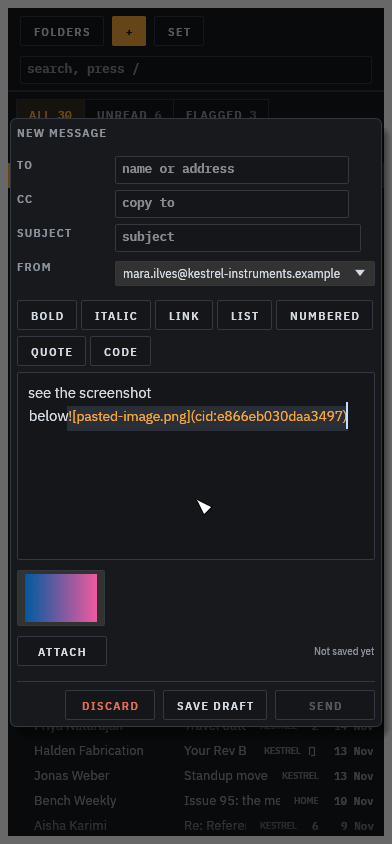 FOLDERS + SET
search, press /
ALL 30 UNREAD 6 FLAGGED 3
NEW MESSAGE
TO name or address
CC copy to
SUBJECT subject
FROM mara.ilves@kestrel-instruments.example
BOLD ITALIC LINK LIST NUMBERED
QUOTE CODE
see the screenshot
below![pasted-image.png](cid:e866eb030daa3497)
ATTACH Not saved yet
DISCARD SAVE DRAFT SEND
Halden Fabrication Your Rev B KESTREL 13 Nov
Jonas Weber Standup move KESTREL 13 Nov
Bench Weekly Issue 95: the me HOME 10 Nov
Aisha Karimi Re: Referen KESTREL 6 9 Nov